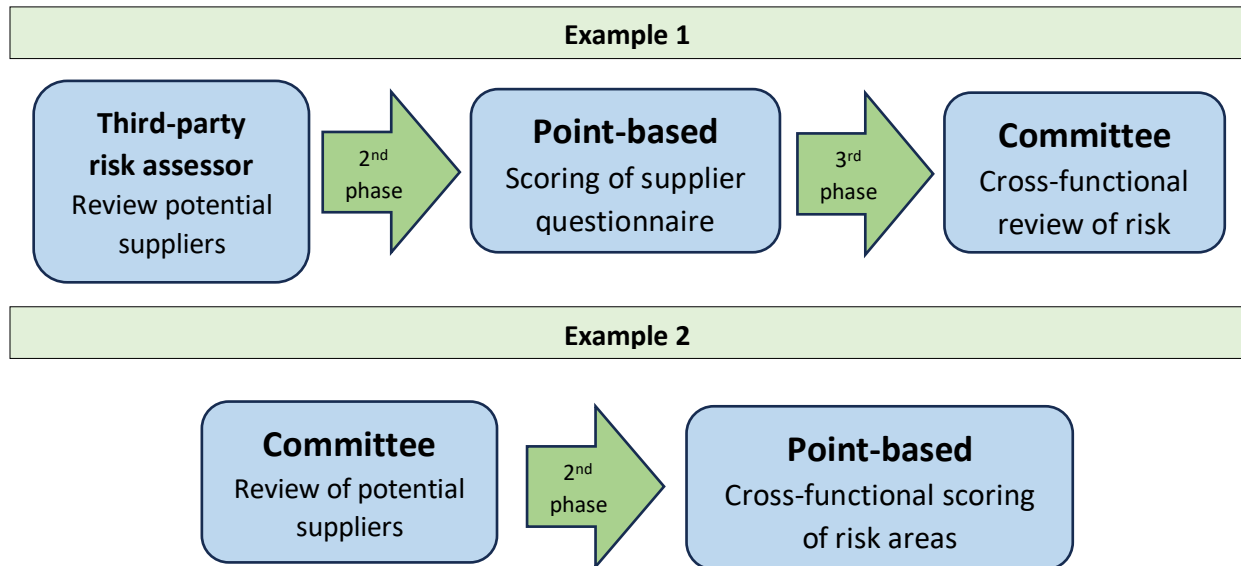 Example 1
Third-party
risk assessor
Review potential
suppliers
2nd
phase
Point-based
Scoring of supplier
questionnaire
3rd
phase
Committee
Cross-functional
review of risk
Example 2
Committee
Review of potential
suppliers
2nd
phase
Point-based
Cross-functional scoring
of risk areas